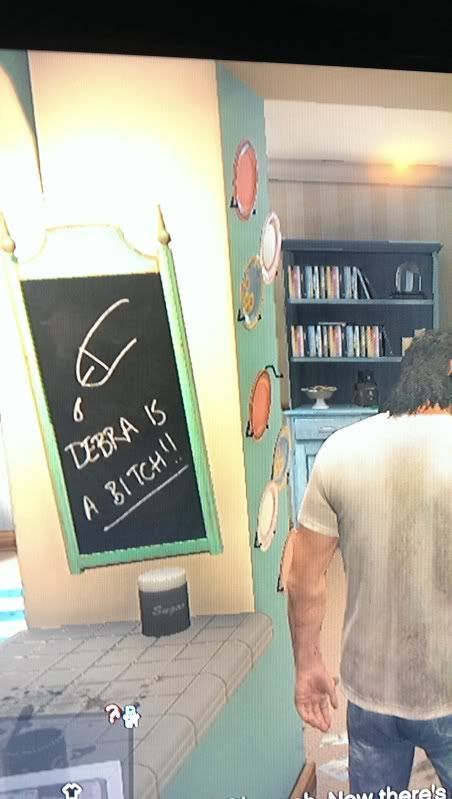 DEBRA IS
A BITCH!!
Sugar
Now there's